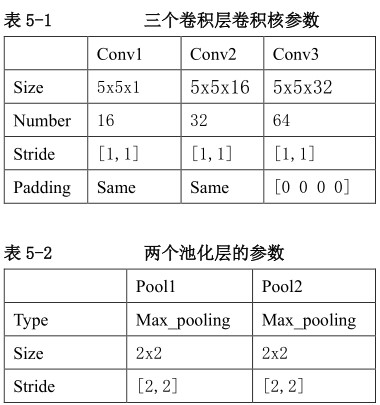 表 5-1 三个卷积层卷积核参数
Conv1 Conv2 Conv3
Size 5x5x1 5x5x16 5x5x32
Number 16 32 64
Stride [1,1] [1,1] [1,1]
Padding Same Same [0 0 0 0]
表 5-2 两个池化层的参数
Pool1 Pool2
Type Max_pooling Max_pooling
Size 2x2 2x2
Stride [2,2] [2,2]